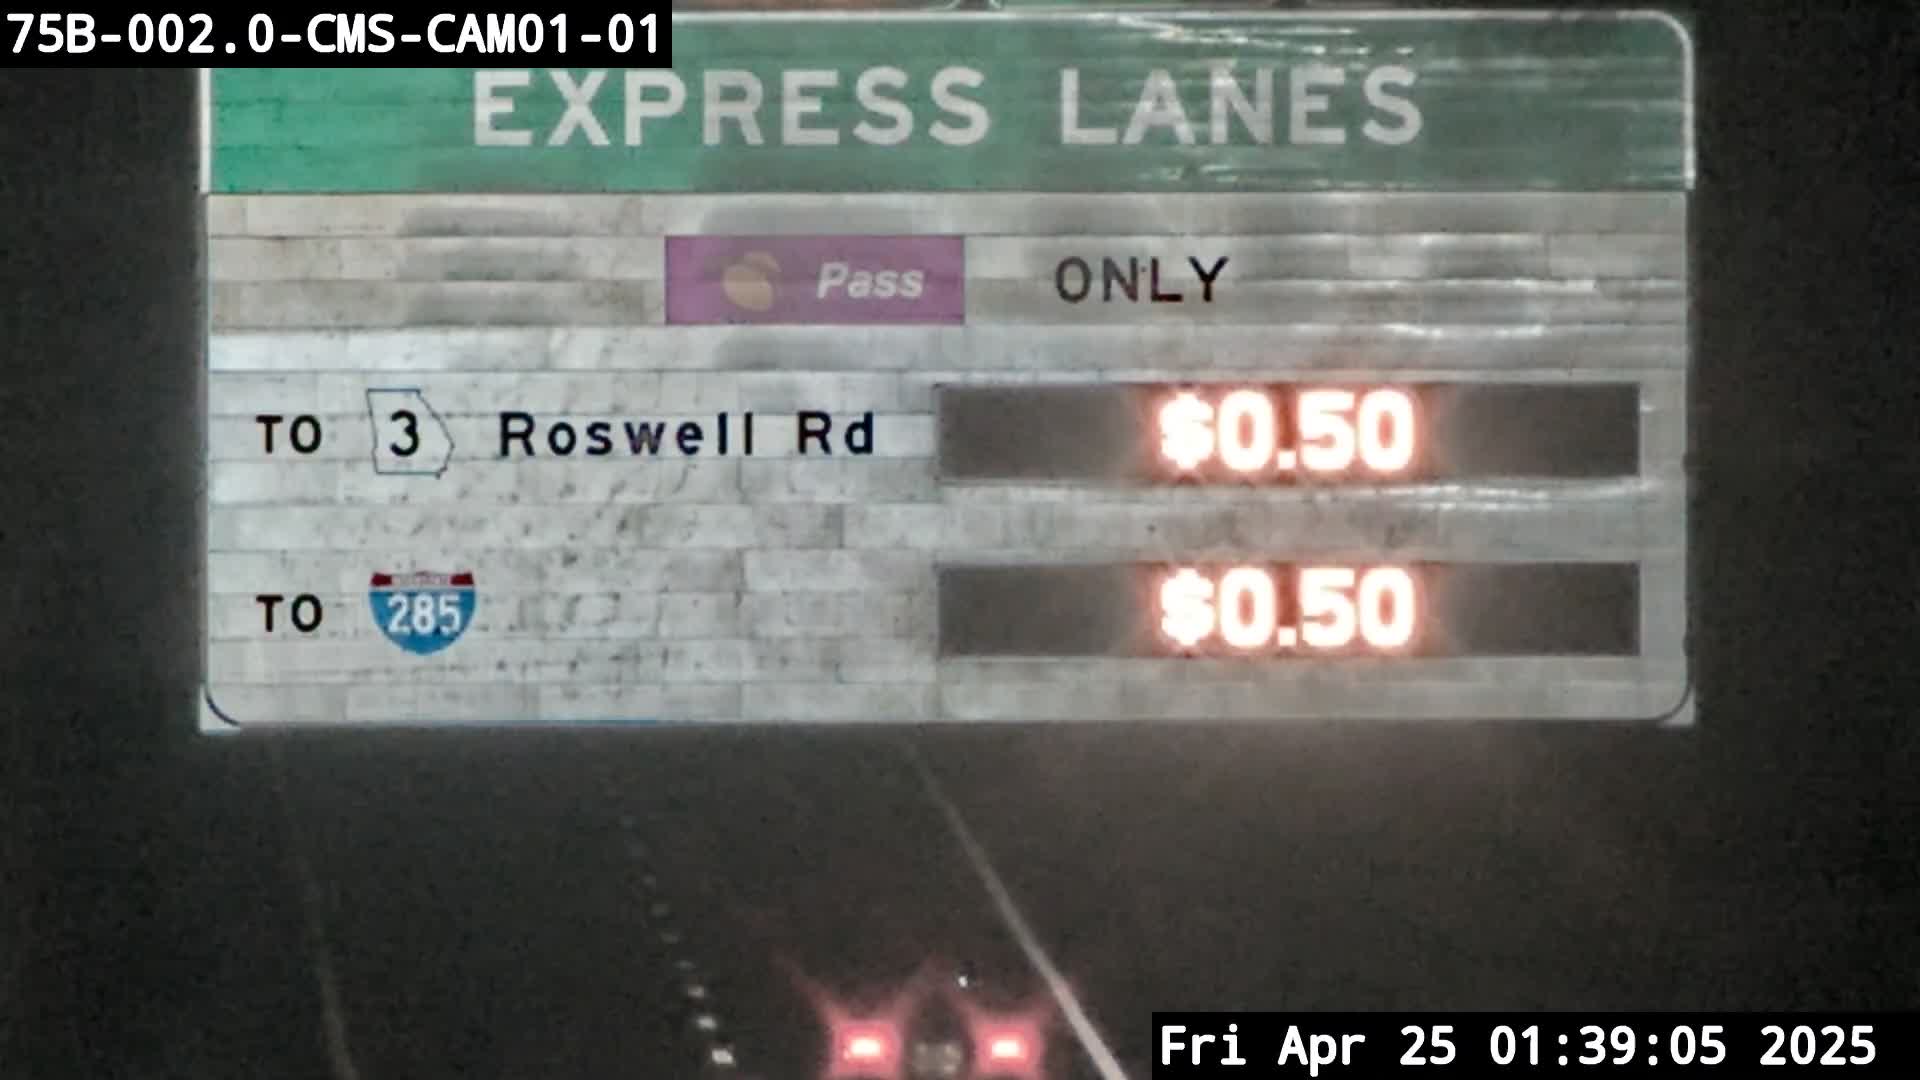 75B-002.0-CMS-CAM01-01
EXPRESS LANES
Pass ONLY
TO 3 Roswell Rd $0.50
TO 285 $0.50
Fri Apr 25 01:39:05 2025